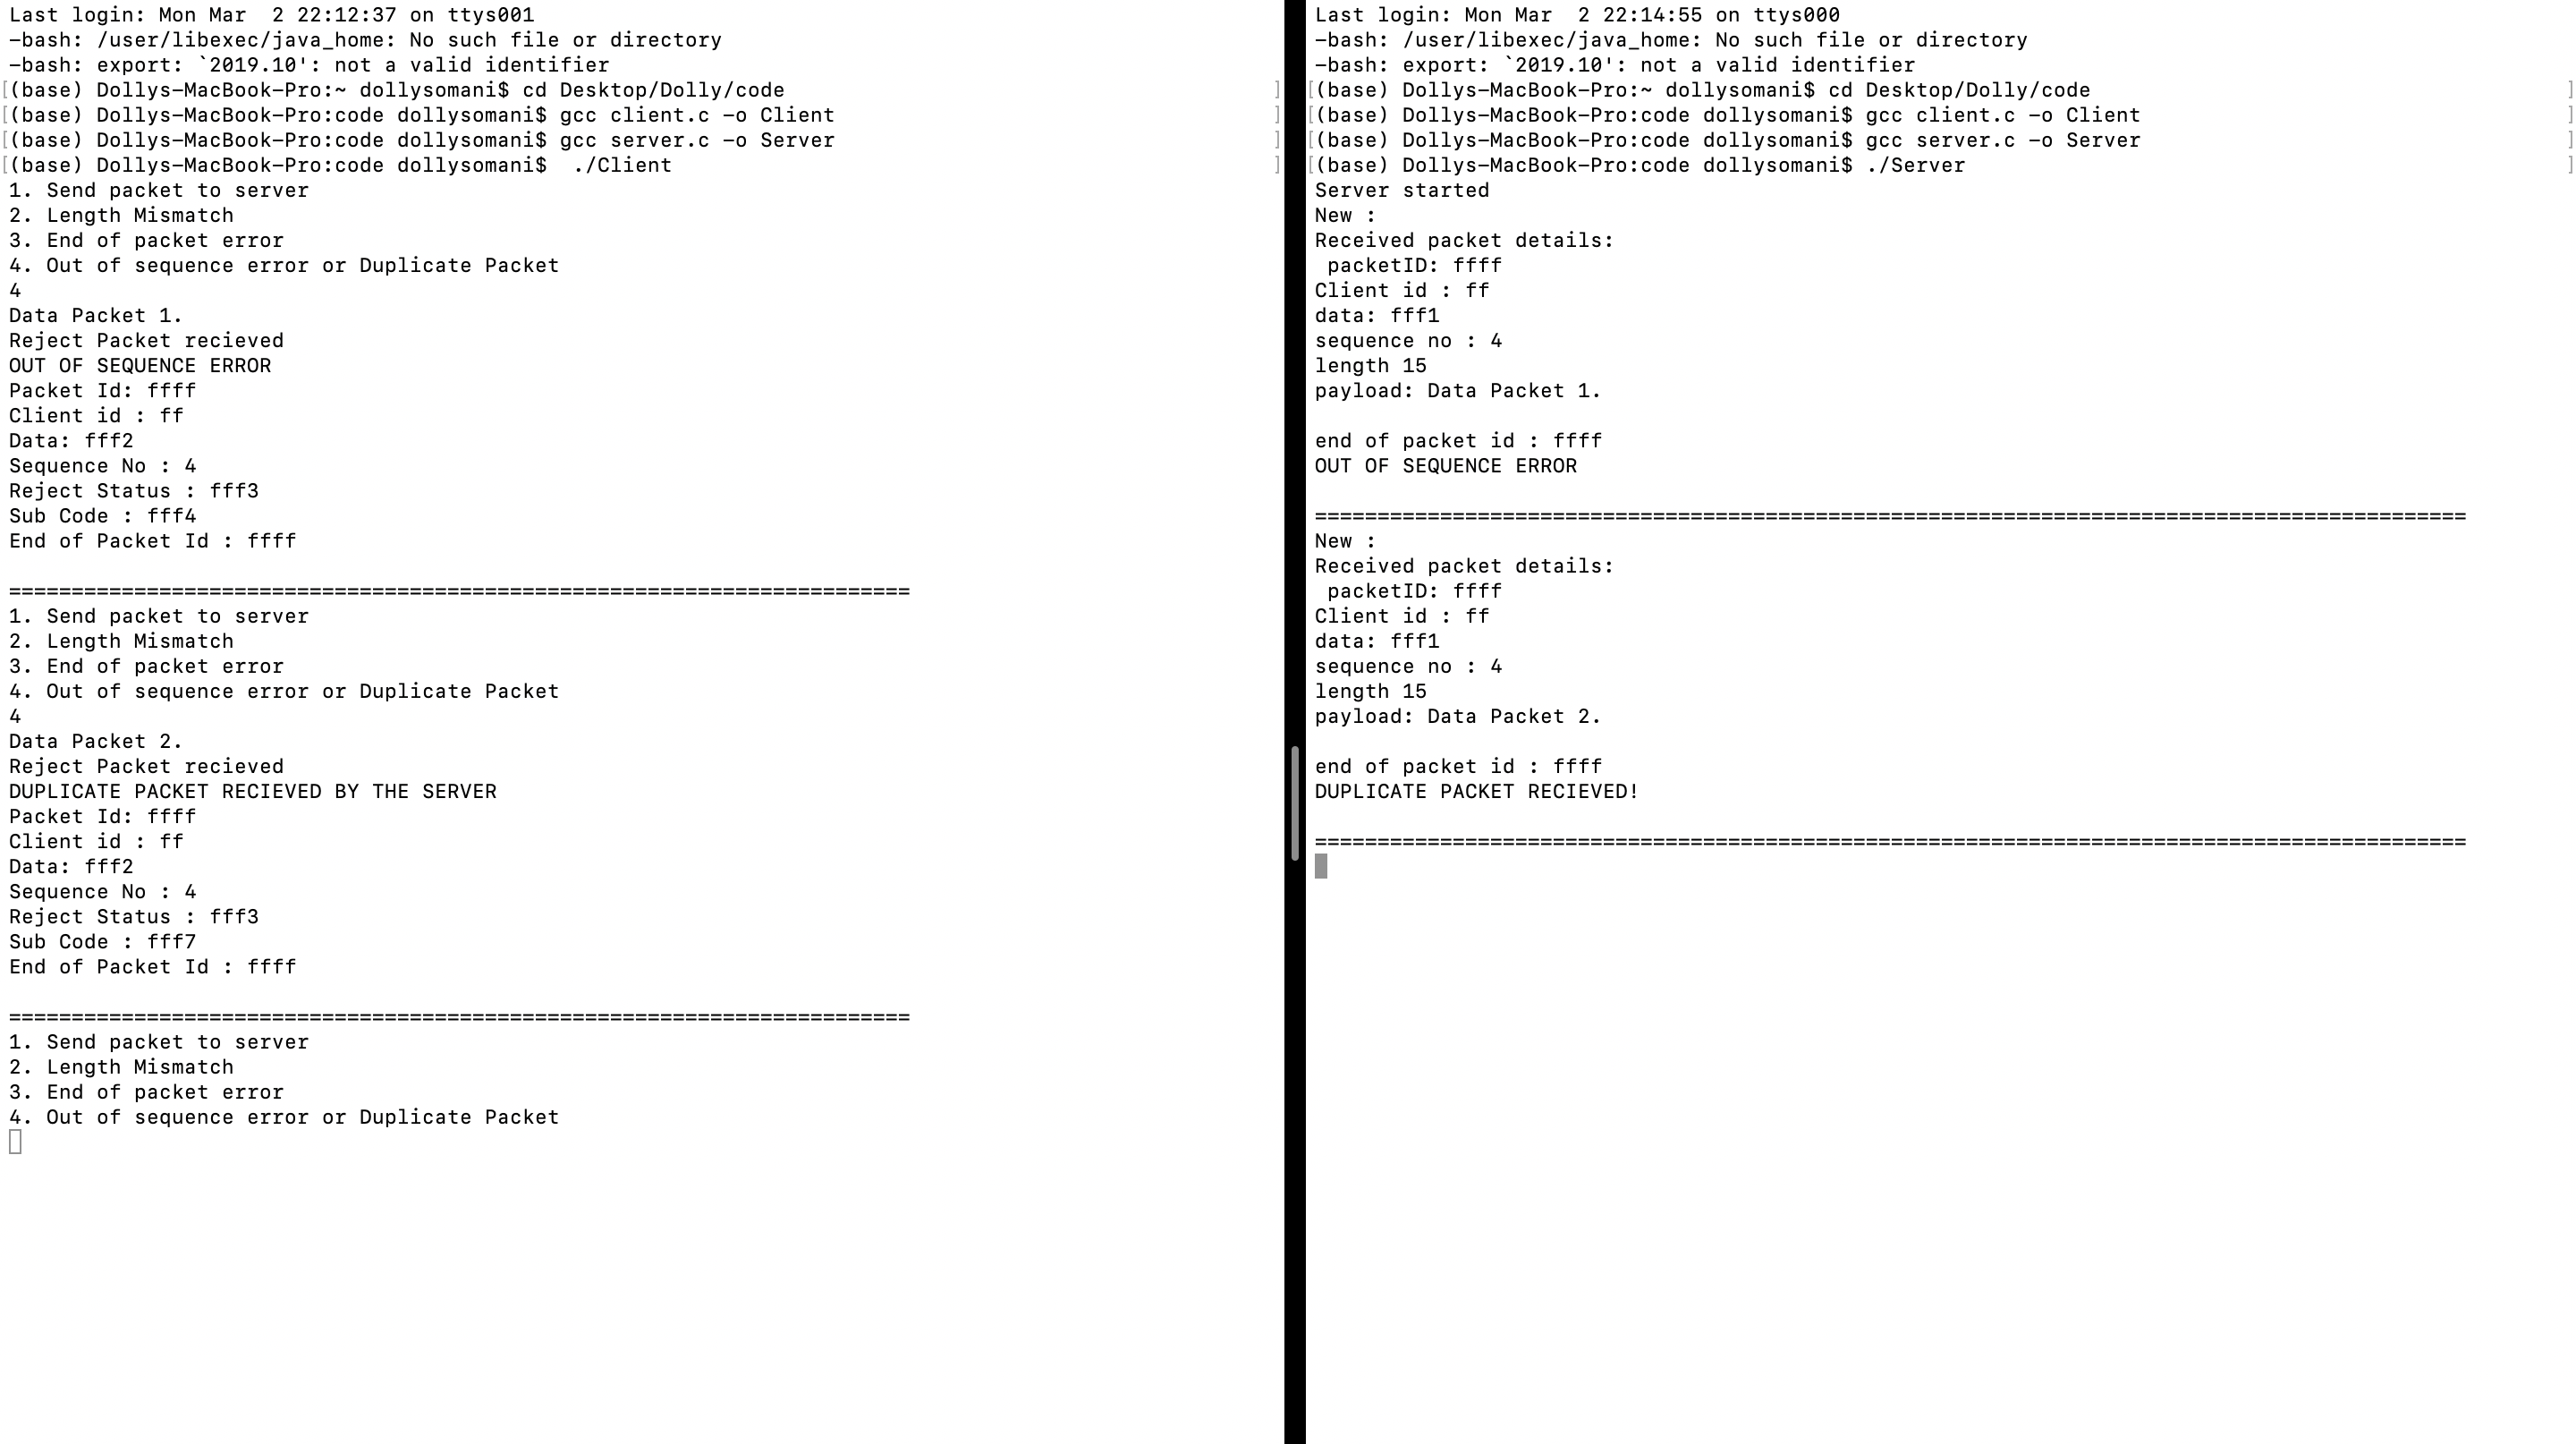 Last login: Mon Mar  2 22:12:37 on ttys001
-bash: /user/libexec/java_home: No such file or directory
-bash: export: `2019.10': not a valid identifier
[(base) Dollys-MacBook-Pro:~ dollysomani$ cd Desktop/Dolly/code ]
[(base) Dollys-MacBook-Pro:code dollysomani$ gcc client.c -o Client ]
[(base) Dollys-MacBook-Pro:code dollysomani$ gcc server.c -o Server ]
[(base) Dollys-MacBook-Pro:code dollysomani$  ./Client ]
1. Send packet to server
2. Length Mismatch
3. End of packet error
4. Out of sequence error or Duplicate Packet
4
Data Packet 1.
Reject Packet recieved
OUT OF SEQUENCE ERROR
Packet Id: ffff
Client id : ff
Data: fff2
Sequence No : 4
Reject Status : fff3
Sub Code : fff4
End of Packet Id : ffff
========================================================================
1. Send packet to server
2. Length Mismatch
3. End of packet error
4. Out of sequence error or Duplicate Packet
4
Data Packet 2.
Reject Packet recieved
DUPLICATE PACKET RECIEVED BY THE SERVER
Packet Id: ffff
Client id : ff
Data: fff2
Sequence No : 4
Reject Status : fff3
Sub Code : fff7
End of Packet Id : ffff
========================================================================
1. Send packet to server
2. Length Mismatch
3. End of packet error
4. Out of sequence error or Duplicate Packet
Last login: Mon Mar  2 22:14:55 on ttys000
-bash: /user/libexec/java_home: No such file or directory
-bash: export: `2019.10': not a valid identifier
[(base) Dollys-MacBook-Pro:~ dollysomani$ cd Desktop/Dolly/code ]
[(base) Dollys-MacBook-Pro:code dollysomani$ gcc client.c -o Client ]
[(base) Dollys-MacBook-Pro:code dollysomani$ gcc server.c -o Server ]
[(base) Dollys-MacBook-Pro:code dollysomani$ ./Server ]
Server started
New :
Received packet details:
 packetID: ffff
Client id : ff
data: fff1
sequence no : 4
length 15
payload: Data Packet 1.
end of packet id : ffff
OUT OF SEQUENCE ERROR
============================================================================================
New :
Received packet details:
 packetID: ffff
Client id : ff
data: fff1
sequence no : 4
length 15
payload: Data Packet 2.
end of packet id : ffff
DUPLICATE PACKET RECIEVED!
============================================================================================